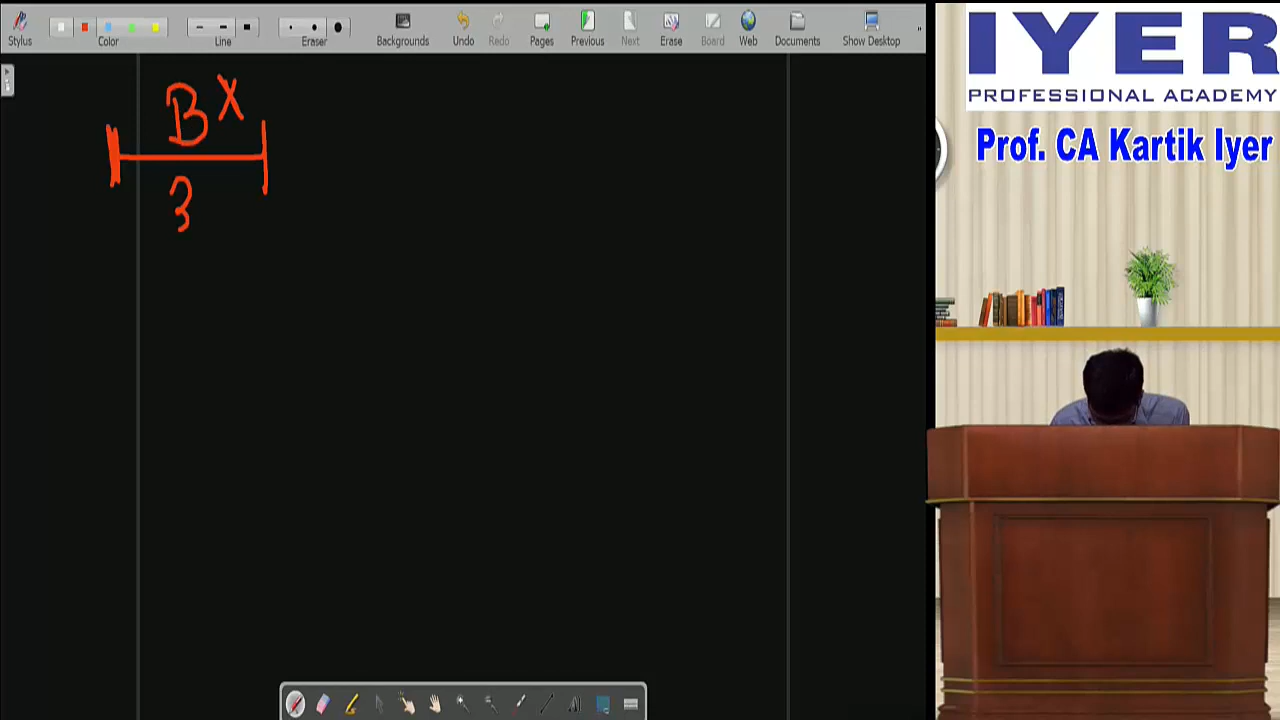 Stylus Color Line Eraser Backgrounds Undo Redo Pages Previous Next Erase Board Web Documents Show Desktop
IYER
PROFESSIONAL ACADEMY
Prof. CA Kartik Iyer
B X
3